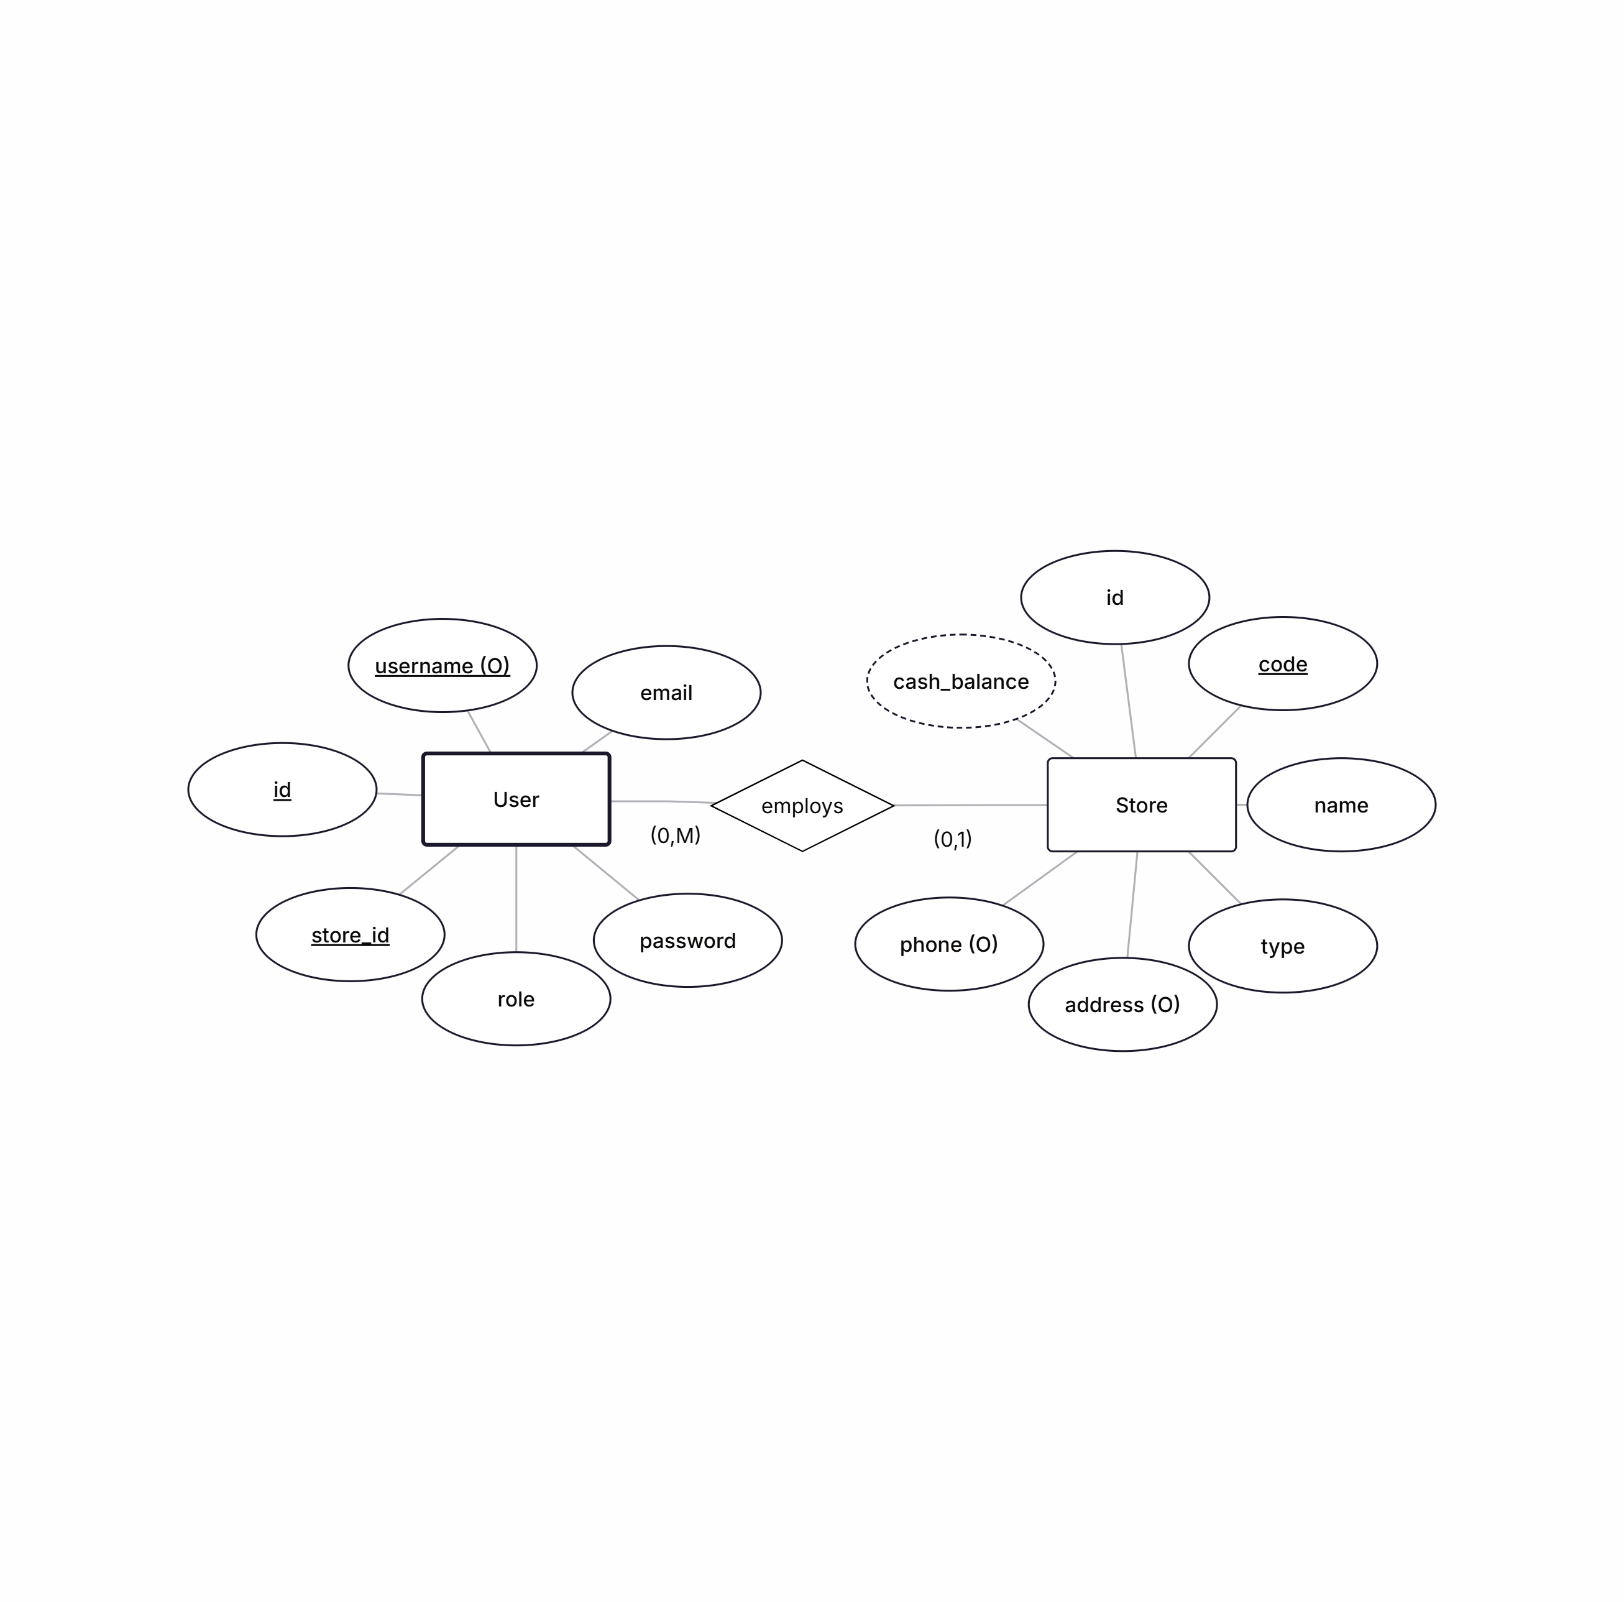 id
username (O)
email
User
store_id
role
password
(0,M)
employs
(0,1)
cash_balance
id
code
Store
name
phone (O)
address (O)
type